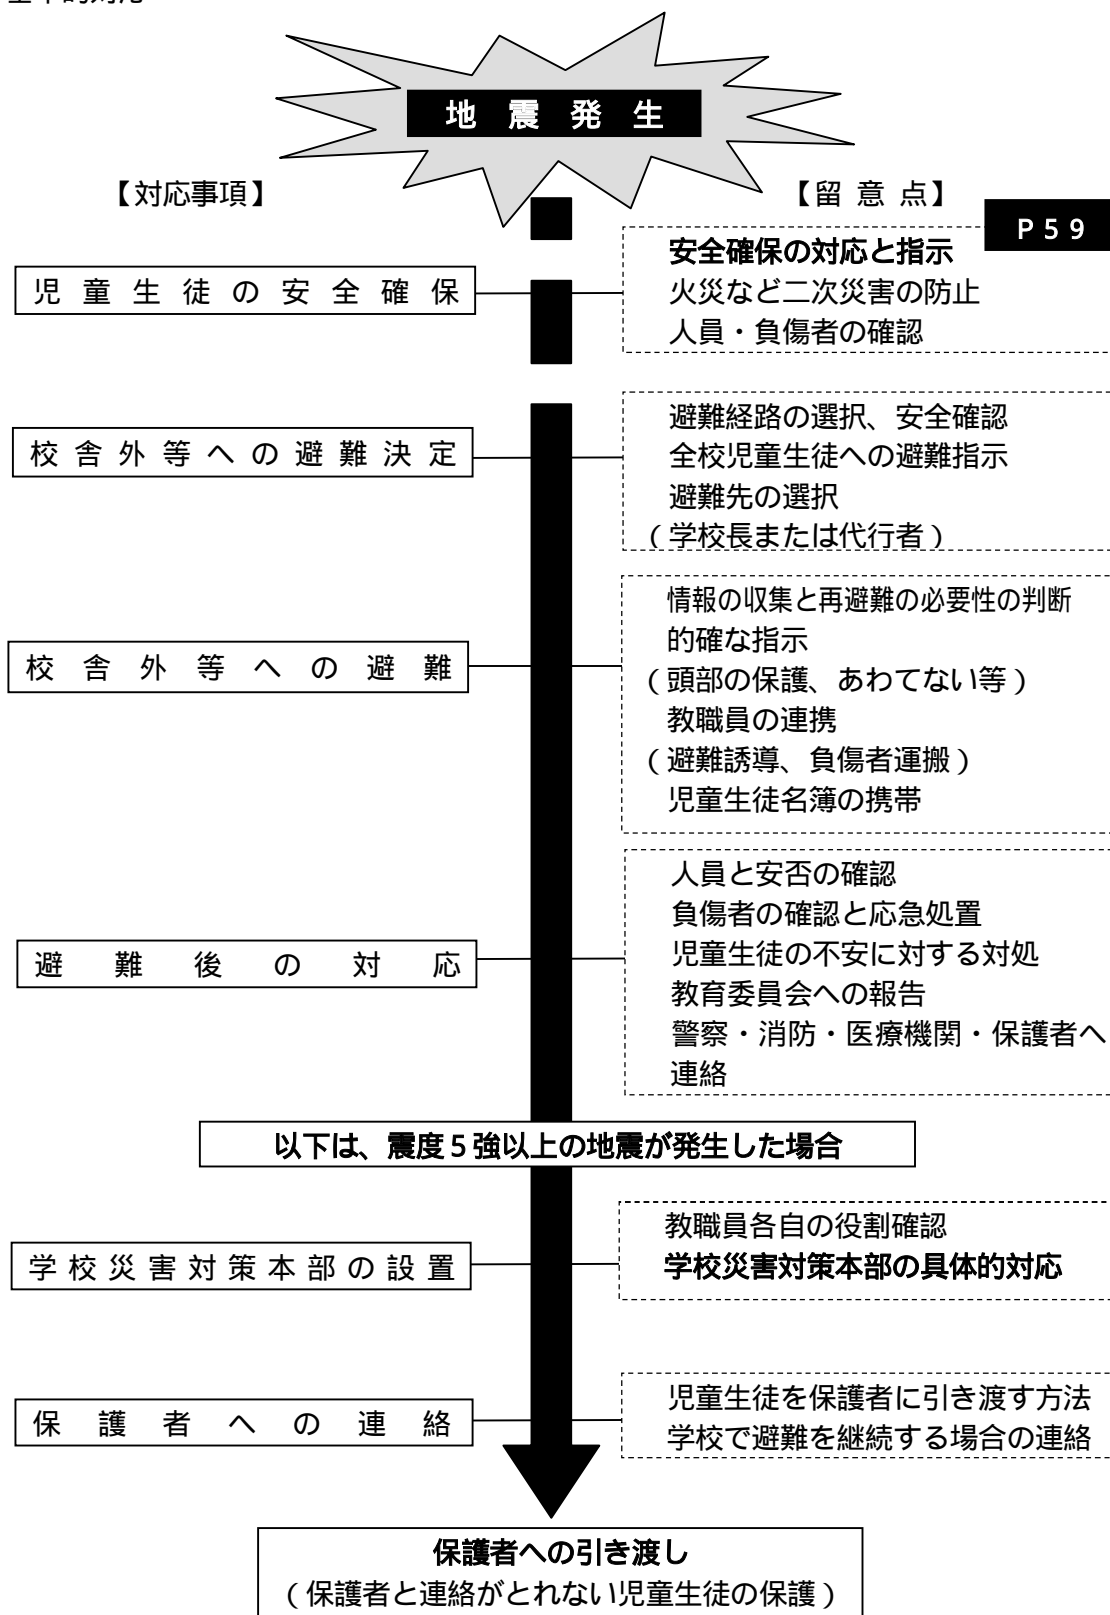 地 震 発 生
【対応事項】
【留 意 点】
P59
児童生徒の安全確保
安全確保の対応と指示
火災など二次災害の防止
人員・負傷者の確認
校舎外等への避難決定
避難経路の選択、安全確認
全校児童生徒への避難指示
避難先の選択
(学校長または代行者)
校舎外等への避難
情報の収集と再避難の必要性の判断
的確な指示
(頭部の保護、あわてない等)
教職員の連携
(避難誘導、負傷者運搬)
児童生徒名簿の携帯
避難後の対応
人員と安否の確認
負傷者の確認と応急処置
児童生徒の不安に対する対処
教育委員会への報告
警察・消防・医療機関・保護者へ
連絡
以下は、震度5強以上の地震が発生した場合
学校災害対策本部の設置
教職員各自の役割確認
学校災害対策本部の具体的対応
保護者への連絡
児童生徒を保護者に引き渡す方法
学校で避難を継続する場合の連絡
保護者への引き渡し
(保護者と連絡がとれない児童生徒の保護)